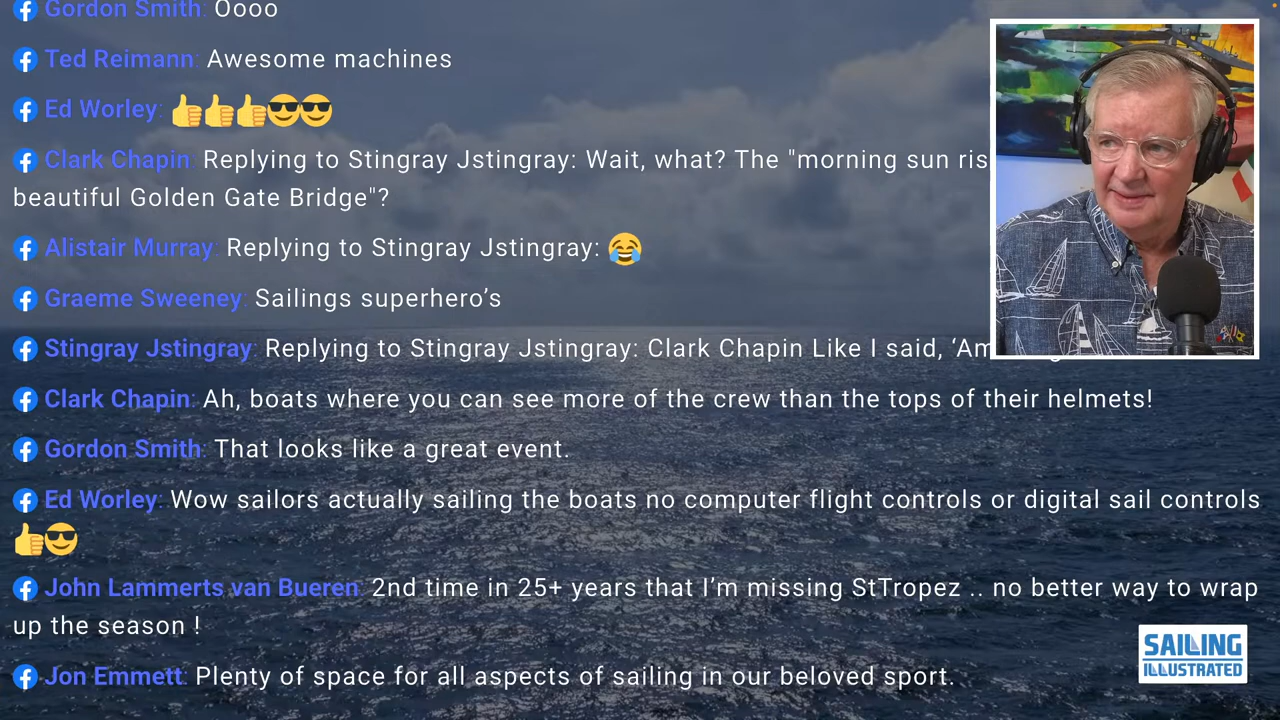 Gordon Smith: Oooo
Ted Reimann: Awesome machines
Ed Worley: 👍👍👍😎😎
Clark Chapin: Replying to Stingray Jstingray: Wait, what? The "morning sun
beautiful Golden Gate Bridge"?
Alistair Murray: Replying to Stingray Jstingray: 😂
Graeme Sweeney: Sailings superhero’s
Stingray Jstingray: Replying to Stingray Jstingray: Clark Chapin Like I said,
Clark Chapin: Ah, boats where you can see more of the crew than the tops of their helmets!
Gordon Smith: That looks like a great event.
Ed Worley: Wow sailors actually sailing the boats no computer flight controls or digital sail controls
👍😎
John Lammerts van Bueren: 2nd time in 25+ years that I’m missing StTropez .. no better way to wrap
up the season !
Jon Emmett: Plenty of space for all aspects of sailing in our beloved sport.
SAILING
ILLUSTRATED